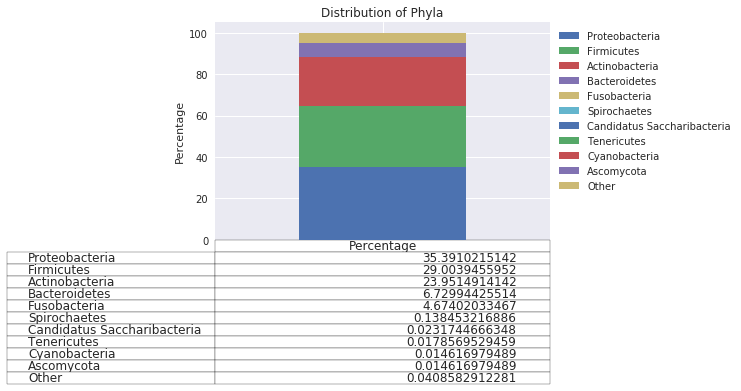 Distribution of Phyla
100
80
60
40
20
0
Percentage
Proteobacteria
Firmicutes
Actinobacteria
Bacteroidetes
Fusobacteria
Spirochaetes
Candidatus Saccharibacteria
Tenericutes
Cyanobacteria
Ascomycota
Other
Percentage
Proteobacteria 35.3910215142
Firmicutes 29.0039455952
Actinobacteria 23.9514914142
Bacteroidetes 6.72994425514
Fusobacteria 4.67402033467
Spirochaetes 0.138453216886
Candidatus Saccharibacteria 0.0231744666348
Tenericutes 0.0178569529459
Cyanobacteria 0.014616979489
Ascomycota 0.014616979489
Other 0.0408582912281